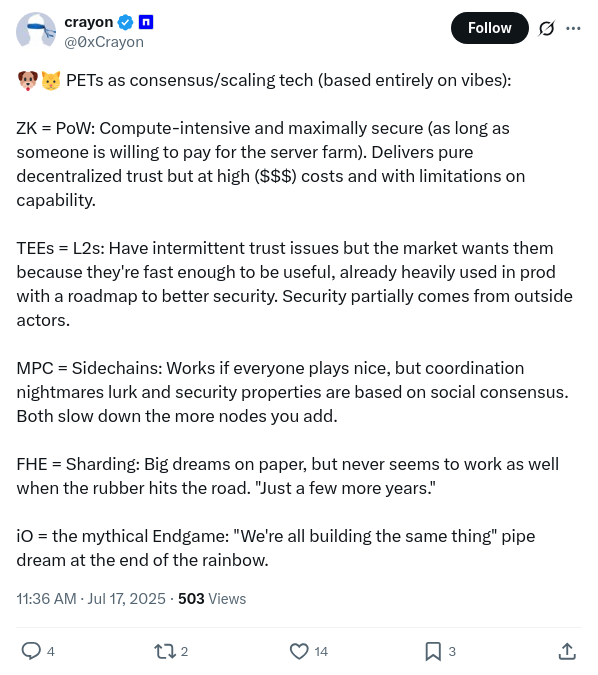 crayon
Follow
@0xCrayon
🐶🐱 PETs as consensus/scaling tech (based entirely on vibes):
ZK = PoW: Compute-intensive and maximally secure (as long as
someone is willing to pay for the server farm). Delivers pure
decentralized trust but at high ($$$) costs and with limitations on
capability.
TEEs = L2s: Have intermittent trust issues but the market wants them
because they're fast enough to be useful, already heavily used in prod
with a roadmap to better security. Security partially comes from outside
actors.
MPC = Sidechains: Works if everyone plays nice, but coordination
nightmares lurk and security properties are based on social consensus.
Both slow down the more nodes you add.
FHE = Sharding: Big dreams on paper, but never seems to work as well
when the rubber hits the road. "Just a few more years."
iO = the mythical Endgame: "We're all building the same thing" pipe
dream at the end of the rainbow.
11:36 AM · Jul 17, 2025 · 503 Views
4 2 14 3